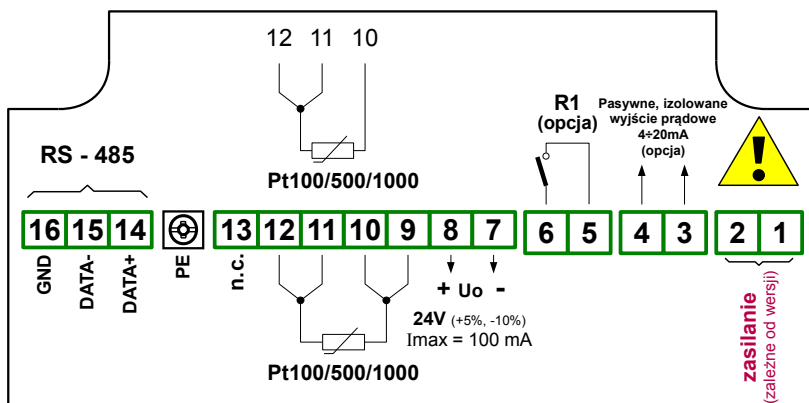 12 11 10
Pt100/500/1000
RS - 485
R1
(opcja)
Pasywne, izolowane
wyjście prądowe
4÷20mA
(opcja)
!
16 15 14 PE 13 12 11 10 9 8 7 6 5 4 3 2 1
GND
DATA-
DATA+
n.c.
+ Uo -
24V (+5%, -10%)
Imax = 100 mA
Pt100/500/1000
zasilanie
(zależne od wersji)